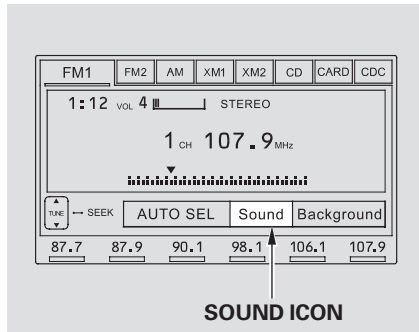 FM1 FM2 AM XM1 XM2 CD CARD CDC
1:12 VOL 4 STEREO
1 CH 107.9 MHz
TUNE SEEK AUTO SEL Sound Background
87.7 87.9 90.1 98.1 106.1 107.9
SOUND ICON